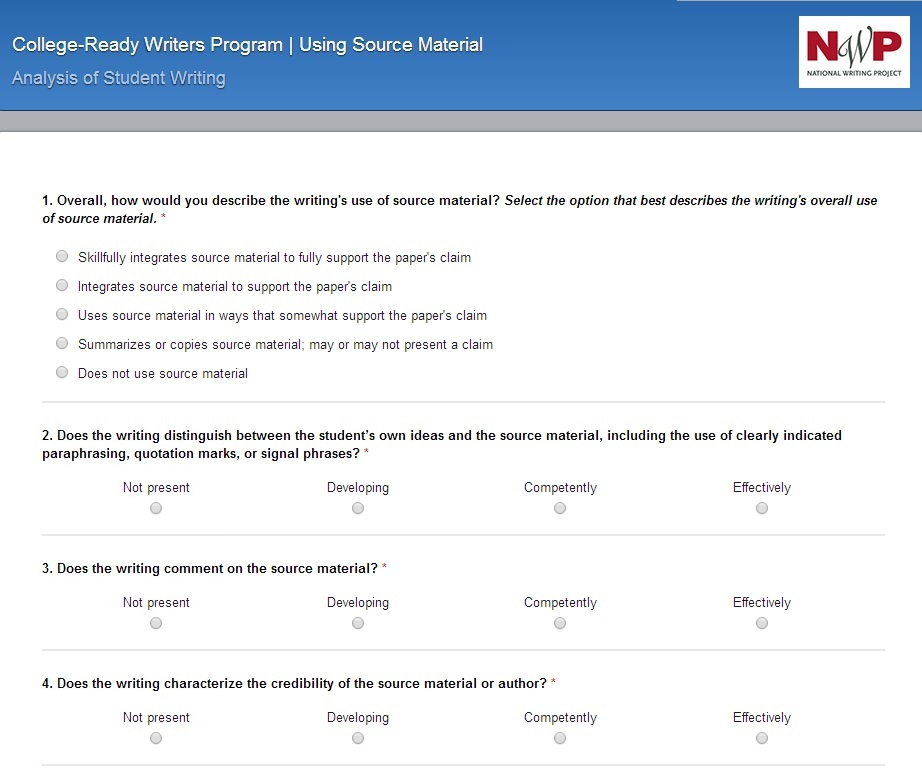 College-Ready Writers Program | Using Source Material
Analysis of Student Writing
NWP
NATIONAL WRITING PROJECT
1. Overall, how would you describe the writing's use of source material? Select the option that best describes the writing's overall use
of source material. *
Skillfully integrates source material to fully support the paper's claim
Integrates source material to support the paper's claim
Uses source material in ways that somewhat support the paper's claim
Summarizes or copies source material; may or may not present a claim
Does not use source material
2. Does the writing distinguish between the student’s own ideas and the source material, including the use of clearly indicated
paraphrasing, quotation marks, or signal phrases? *
Not present Developing Competently Effectively
3. Does the writing comment on the source material? *
Not present Developing Competently Effectively
4. Does the writing characterize the credibility of the source material or author? *
Not present Developing Competently Effectively